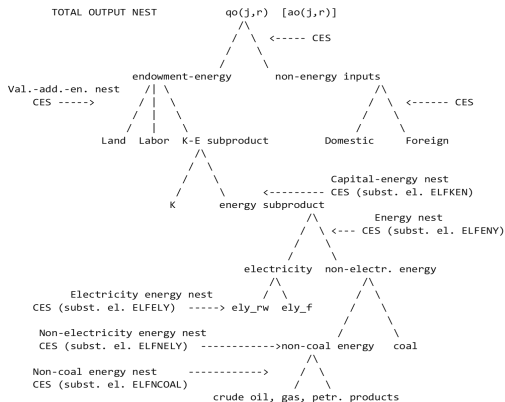 TOTAL OUTPUT NEST qo(j,r) [ao(j,r)]
<----- CES
endowment-energy non-energy inputs
Val.-add.-en. nest
CES -----> <------ CES
Land Labor K-E subproduct Domestic Foreign
Capital-energy nest
<--------- CES (subst. el. ELFKEN)
K energy subproduct
Energy nest
<--- CES (subst. el. ELFENY)
electricity non-electr. energy
Electricity energy nest
CES (subst. el. ELFELY) -----> ely_rw ely_f
Non-electricity energy nest
CES (subst. el. ELFNELY) ------------>non-coal energy coal
Non-coal energy nest ------------>
CES (subst. el. ELFNCOAL)
crude oil, gas, petr. products